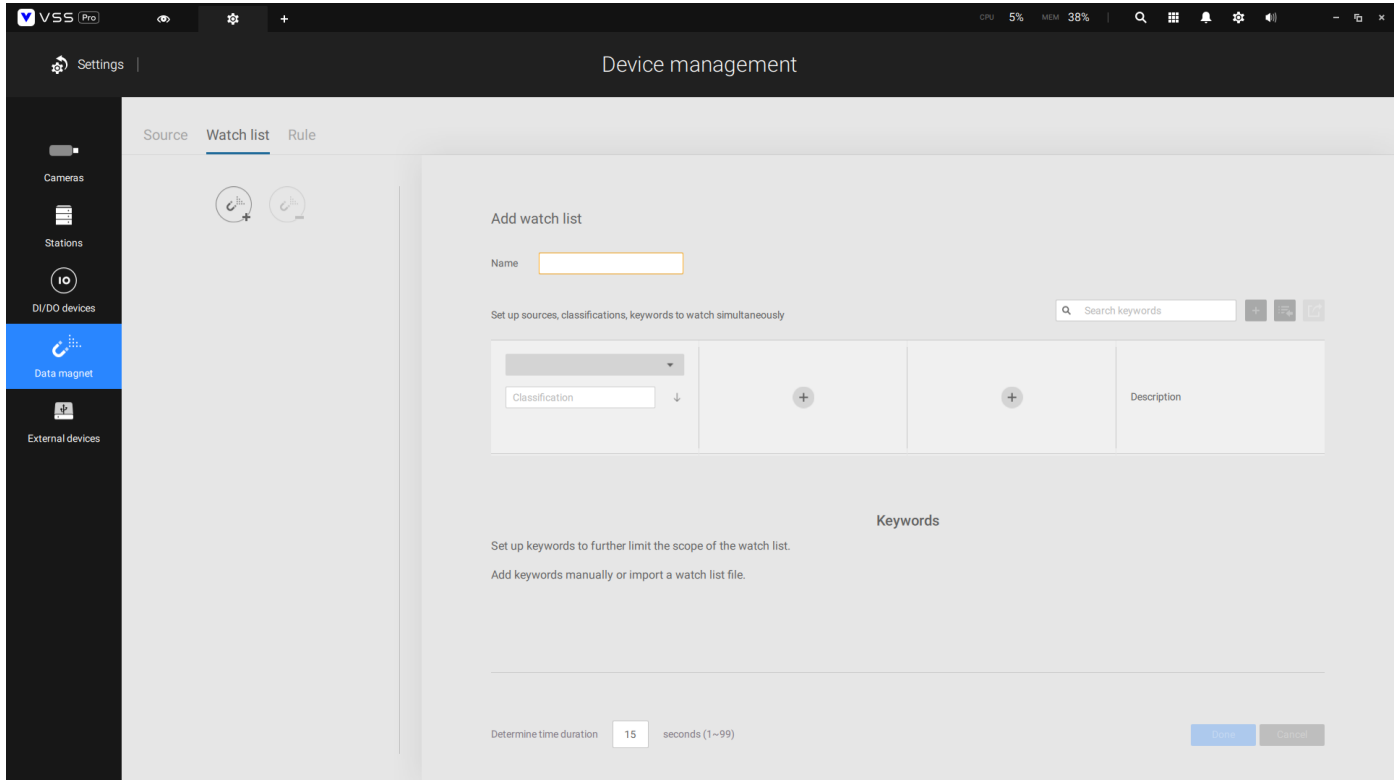 VSS Pro
CPU 5% MEM 38%
Settings
Device management
Source Watch list Rule
Cameras
Stations
IO
DI/DO devices
Data magnet
External devices
Add watch list
Name
Set up sources, classifications, keywords to watch simultaneously
Search keywords
Classification
Description
Keywords
Set up keywords to further limit the scope of the watch list.
Add keywords manually or import a watch list file.
Determine time duration 15 seconds (1~99)
Done Cancel